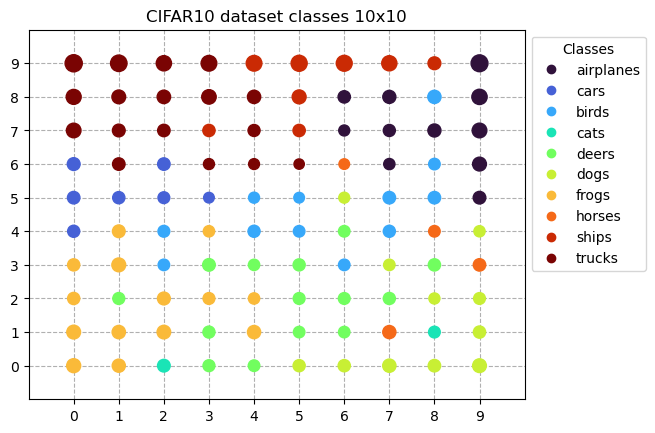 CIFAR10 dataset classes 10x10
9
8
7
6
5
4
3
2
1
0
0 1 2 3 4 5 6 7 8 9
Classes
airplanes
cars
birds
cats
deers
dogs
frogs
horses
ships
trucks